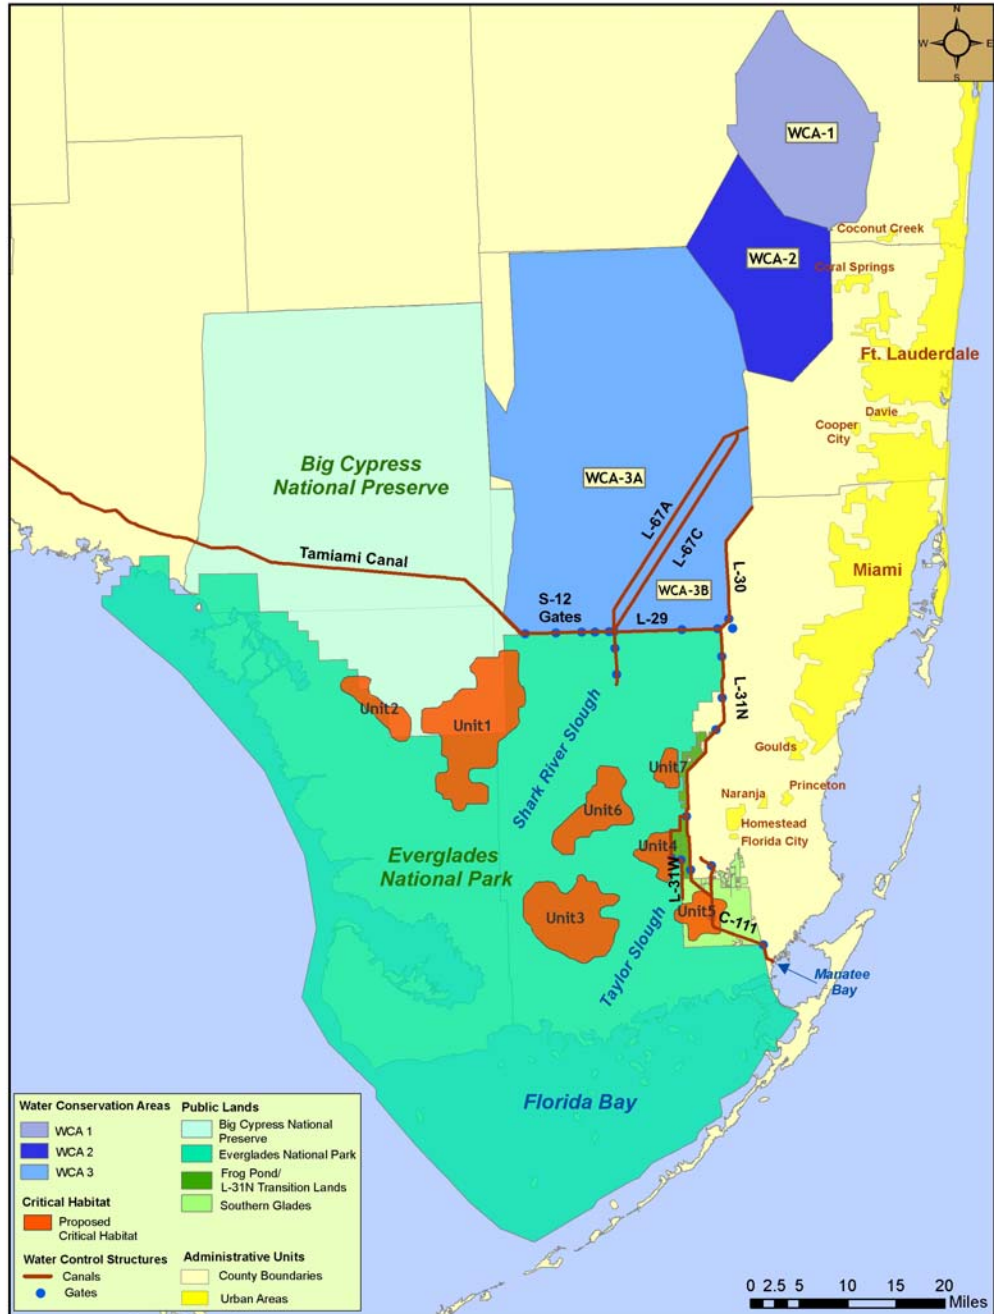 N
W E
S
WCA-1
Coconut Creek
WCA-2
Coral Springs
Ft. Lauderdale
Davie
Cooper
City
Big Cypress
National Preserve
WCA-3A
L-67A
L-67C
Tamiami Canal
L-30
Miami
WCA-3B
S-12
Gates
L-29
L-31N
Unit2
Unit1
Shark River Slough
Goulds
Unit7
Princeton
Naranja
Unit6
Homestead
Florida City
Unit4
Everglades
National Park
L-31W
Unit3
Unit5
C-111
Taylor Slough
Manatee
Bay
Florida Bay
Water Conservation Areas
WCA 1
WCA 2
WCA 3
Critical Habitat
Proposed
Critical Habitat
Water Control Structures
Canals
Gates
Public Lands
Big Cypress National
Preserve
Everglades National Park
Frog Pond/
L-31N Transition Lands
Southern Glades
Administrative Units
County Boundaries
Urban Areas
0 2.5 5 10 15 20
Miles